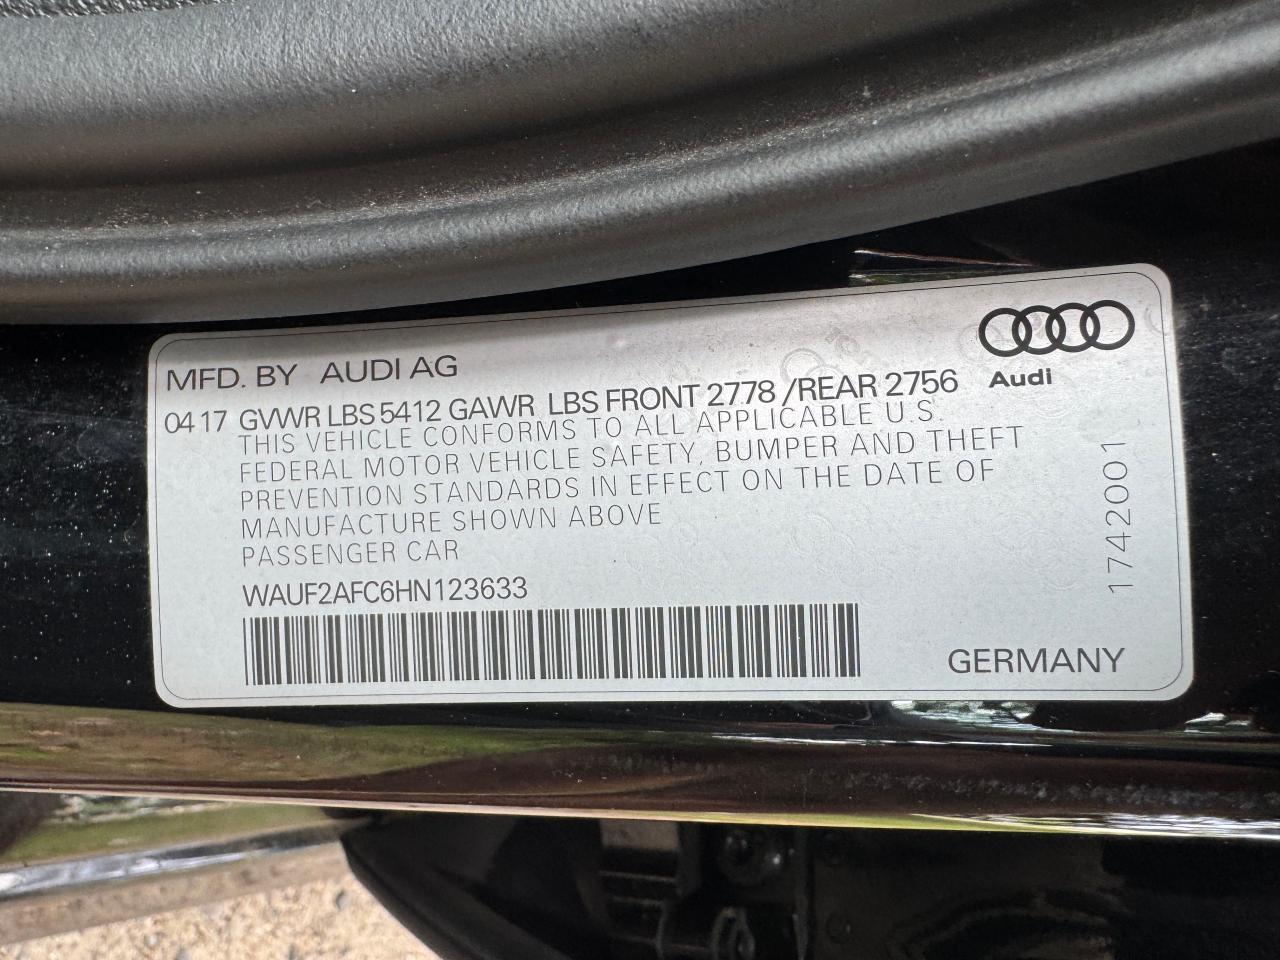 MFD. BY AUDI AG
Audi
04 17 GVWR LBS 5412 GAWR LBS FRONT 2778 /REAR 2756
THIS VEHICLE CONFORMS TO ALL APPLICABLE U.S.
FEDERAL MOTOR VEHICLE SAFETY, BUMPER AND THEFT
PREVENTION STANDARDS IN EFFECT ON THE DATE OF
MANUFACTURE SHOWN ABOVE
PASSENGER CAR
WAUF2AFC6HN123633
GERMANY
1742001